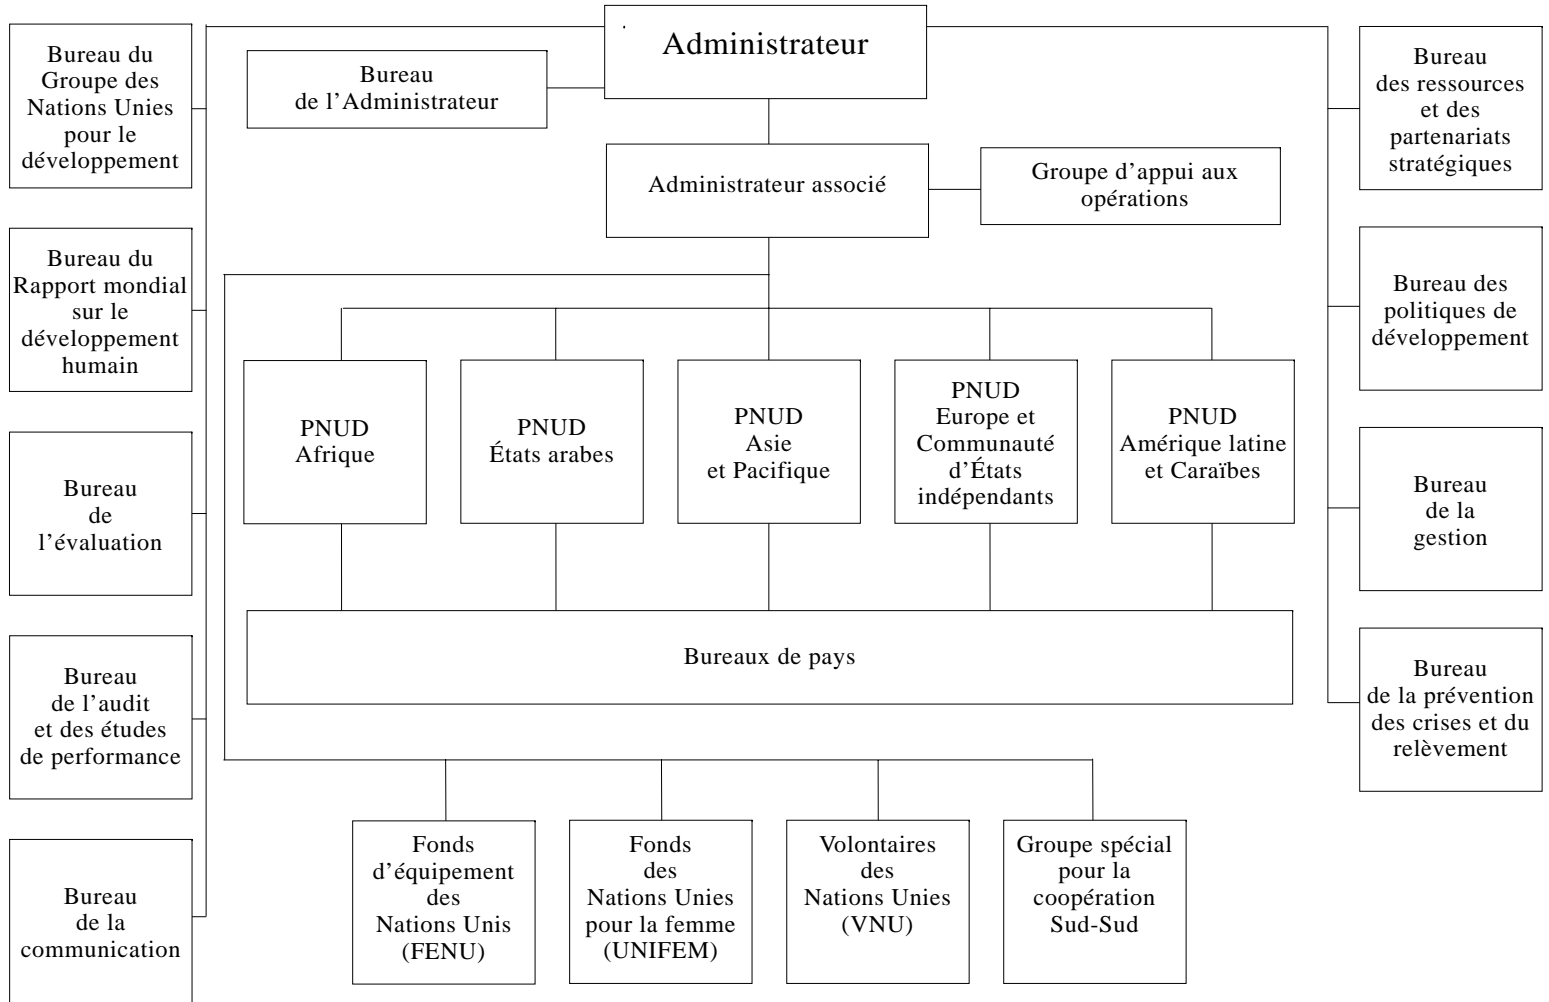 Administrateur
Bureau du
Groupe des
Nations Unies
pour le
développement
Bureau
de l’Administrateur
Bureau
des ressources
et des
partenariats
stratégiques
Administrateur associé
Groupe d’appui aux
opérations
Bureau du
Rapport mondial
sur le
développement
humain
Bureau des
politiques de
développement
PNUD
Afrique
PNUD
États arabes
PNUD
Asie
et Pacifique
PNUD
Europe et
Communauté
d’États
indépendants
PNUD
Amérique latine
et Caraïbes
Bureau
de
l’évaluation
Bureau
de la
gestion
Bureaux de pays
Bureau
de l’audit
et des études
de performance
Bureau
de la prévention
des crises et du
relèvement
Bureau
de la
communication
Fonds
d’équipement
des
Nations Unis
(FENU)
Fonds
des
Nations Unies
pour la femme
(UNIFEM)
Volontaires
des
Nations Unies
(VNU)
Groupe spécial
pour la
coopération
Sud-Sud